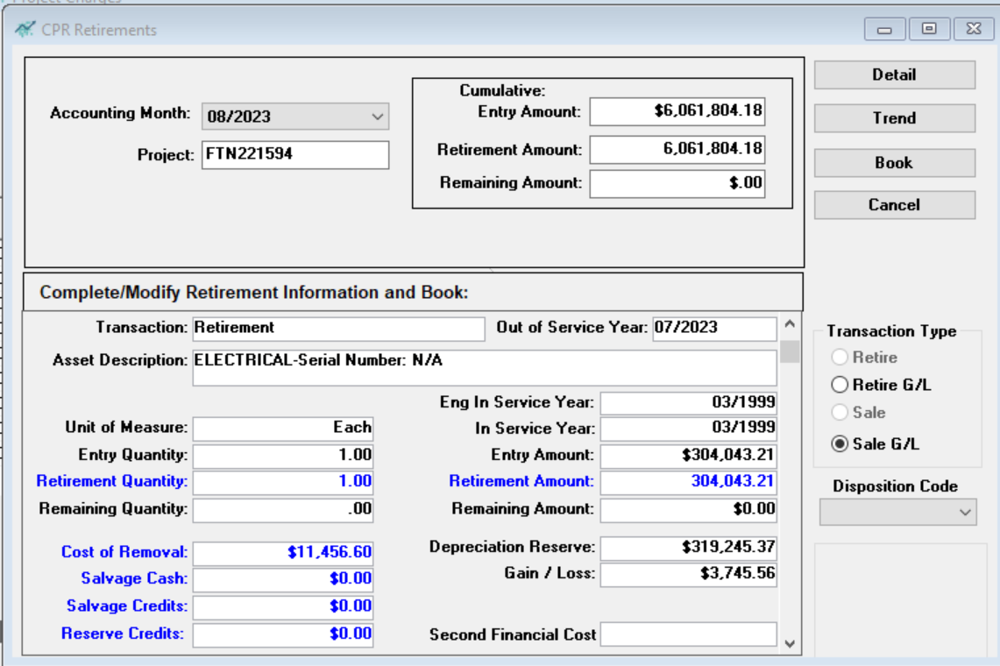 Project Charges
CPR Retirements
Accounting Month: 08/2023
Project: FTN221594
Cumulative:
Entry Amount: $6,061,804.18
Retirement Amount: 6,061,804.18
Remaining Amount: $.00
Detail
Trend
Book
Cancel
Complete/Modify Retirement Information and Book:
Transaction: Retirement Out of Service Year: 07/2023
Asset Description: ELECTRICAL-Serial Number: N/A
Eng In Service Year: 03/1999
Unit of Measure: Each In Service Year: 03/1999
Entry Quantity: 1.00 Entry Amount: $304,043.21
Retirement Quantity: 1.00 Retirement Amount: 304,043.21
Remaining Quantity: .00 Remaining Amount: $0.00
Cost of Removal: $11,456.60 Depreciation Reserve: $319,245.37
Salvage Cash: $0.00 Gain / Loss: $3,745.56
Salvage Credits: $0.00
Reserve Credits: $0.00 Second Financial Cost
Transaction Type
Retire
Retire G/L
Sale
Sale G/L
Disposition Code